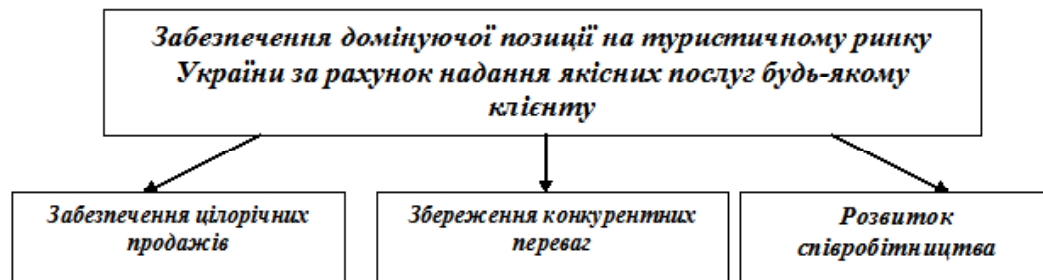 Забезпечення домінуючої позиції на туристичному ринку
України за рахунок надання якісних послуг будь-якому
клієнту
Забезпечення цілорічних
продажів
Збереження конкурентних
переваг
Розвиток
співробітництва